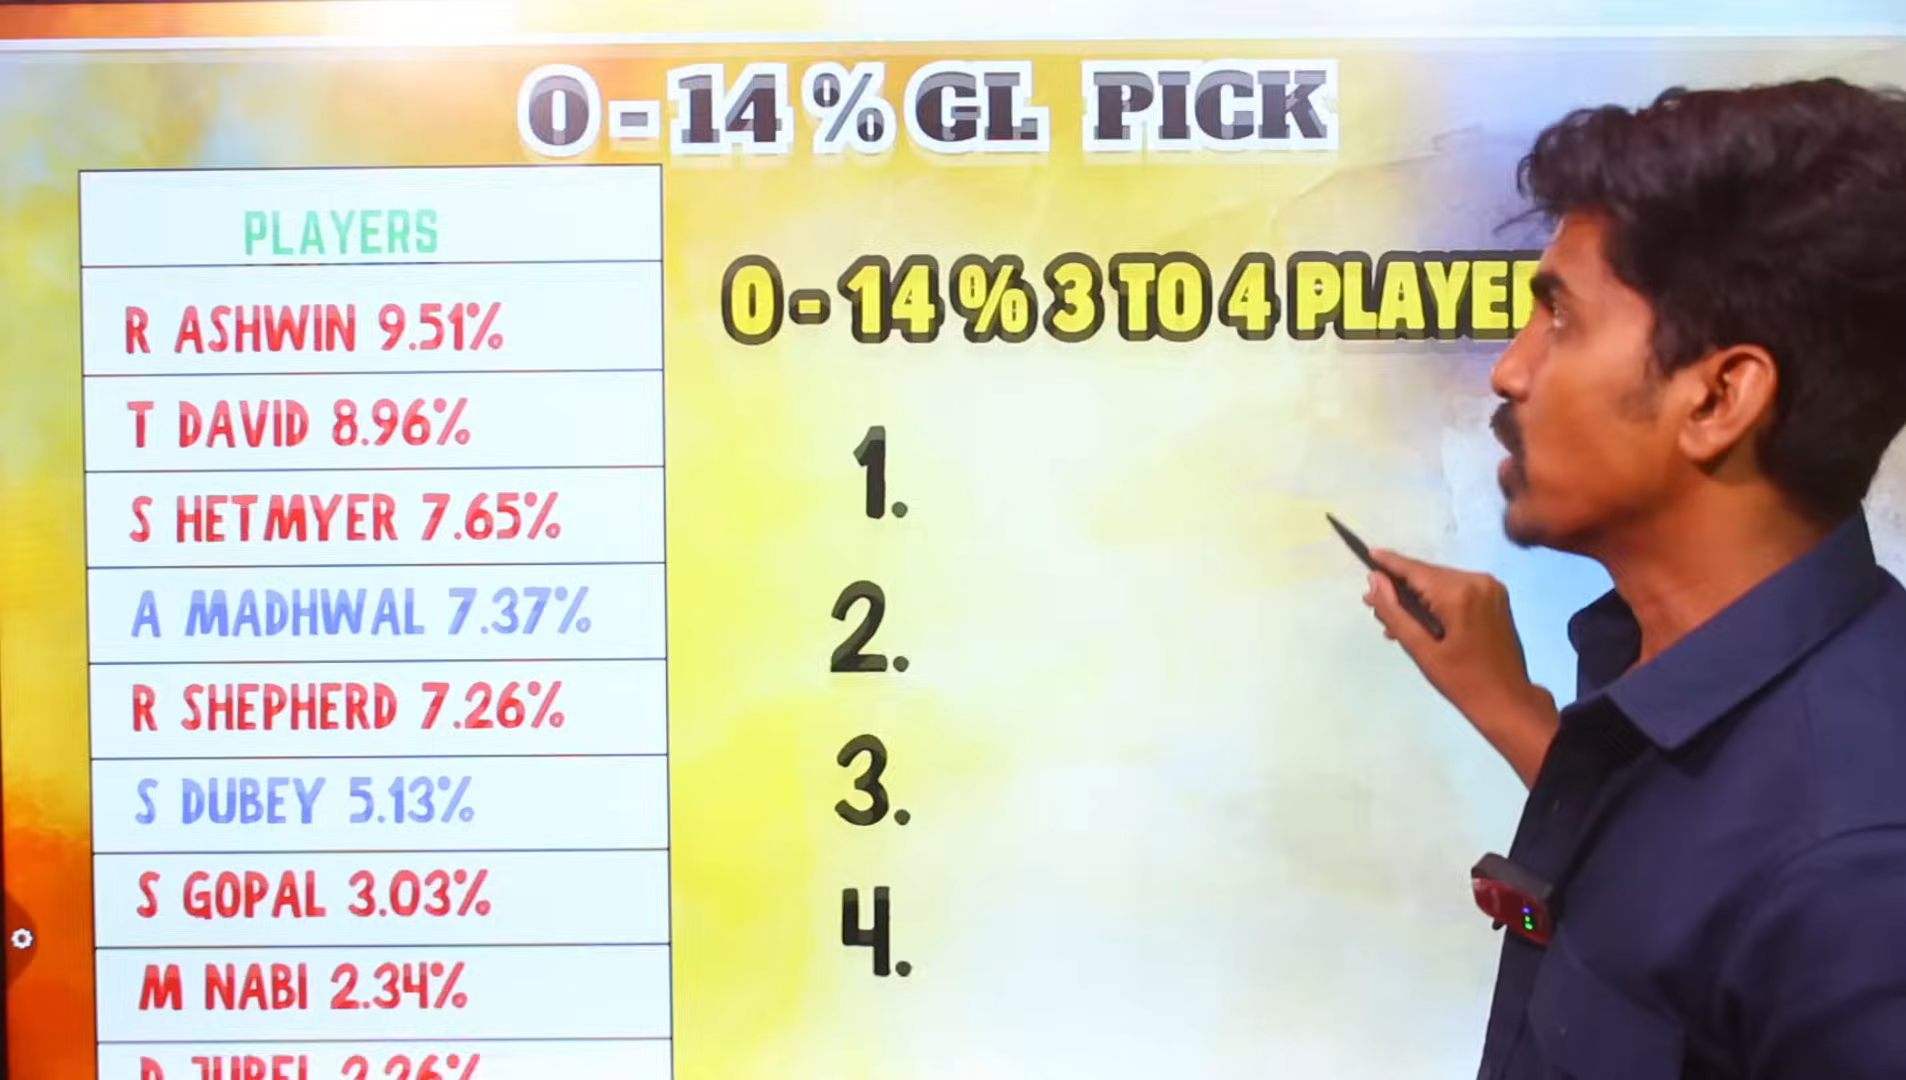 0 - 14 % GL PICK
PLAYERS
R ASHWIN 9.51%
T DAVID 8.96%
S HETMYER 7.65%
A MADHWAL 7.37%
R SHEPHERD 7.26%
S DUBEY 5.13%
S GOPAL 3.03%
M NABI 2.34%
0 - 14 % 3 TO 4 PLAYER
1.
2.
3.
4.